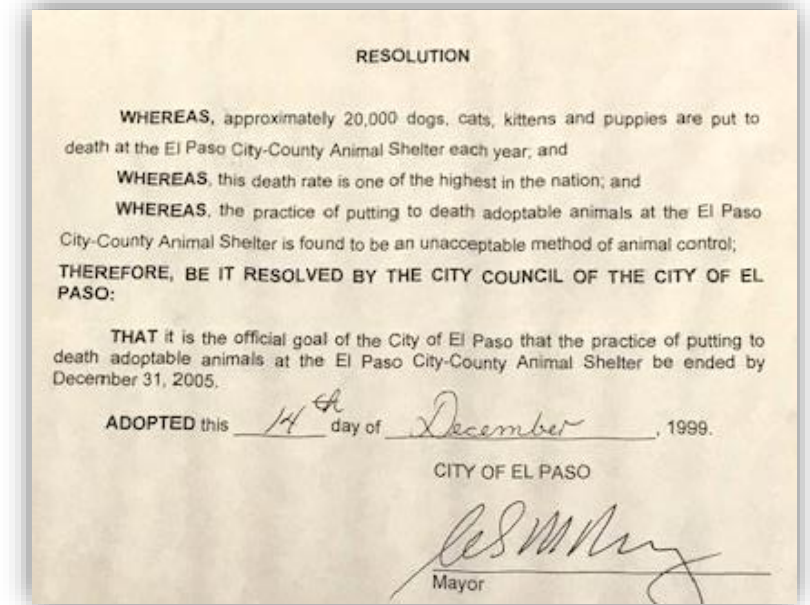 RESOLUTION
WHEREAS, approximately 20,000 dogs, cats, kittens and puppies are put to
death at the El Paso City-County Animal Shelter each year; and
WHEREAS, this death rate is one of the highest in the nation; and
WHEREAS, the practice of putting to death adoptable animals at the El Paso
City-County Animal Shelter is found to be an unacceptable method of animal control;
THEREFORE, BE IT RESOLVED BY THE CITY COUNCIL OF THE CITY OF EL
PASO:
THAT it is the official goal of the City of El Paso that the practice of putting to
death adoptable animals at the El Paso City-County Animal Shelter be ended by
December 31, 2005.
ADOPTED this 14th day of December, 1999.
CITY OF EL PASO
Mayor